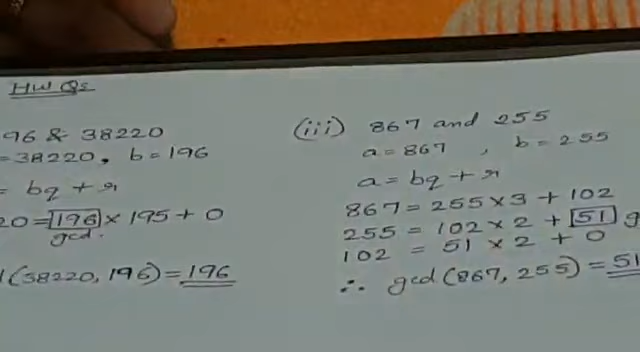 HW Qs
96 & 38220
=38220, b=196
= bq + r
20 = 196 × 195 + 0
gcd.
(38220, 196) = 196
(iii) 867 and 255
a = 867 , b = 255
a = bq + r
867 = 255 × 3 + 102
255 = 102 × 2 + 51 g
102 = 51 × 2 + 0
∴ gcd (867, 255) = 51